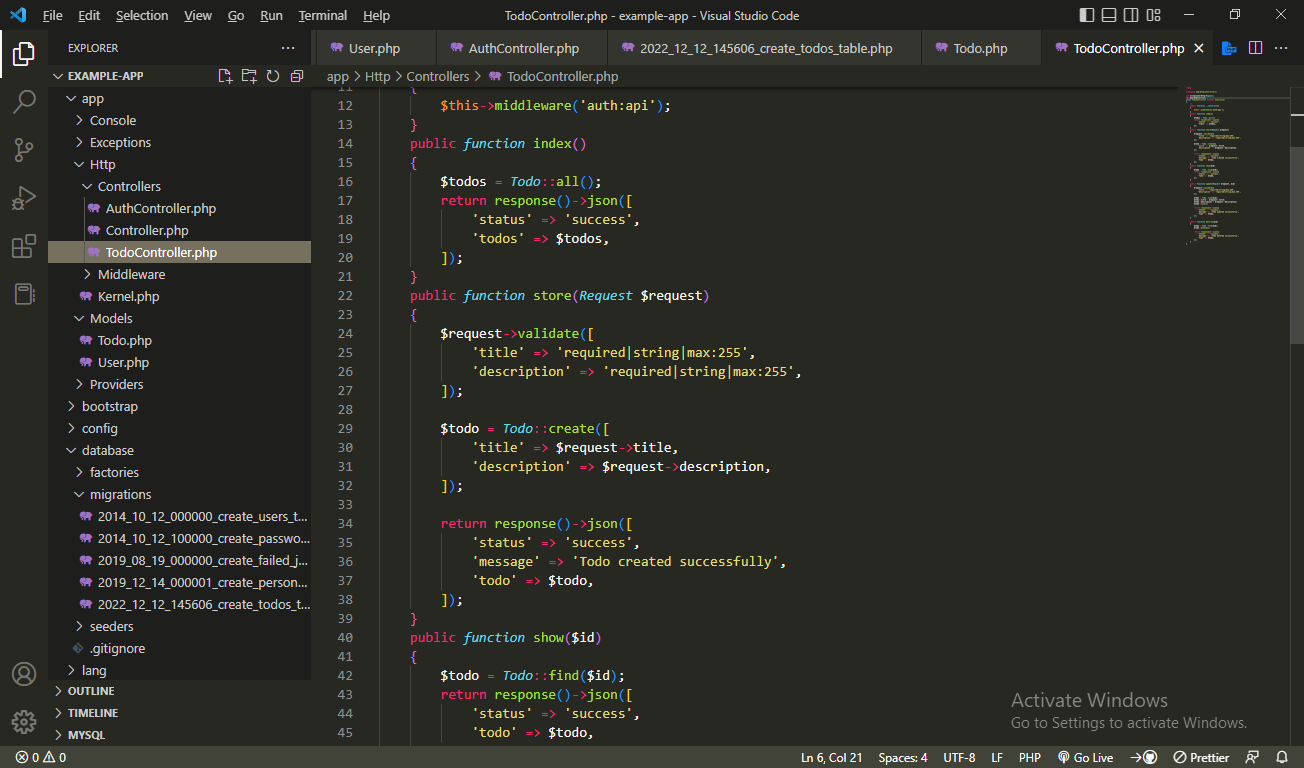 File Edit Selection View Go Run Terminal Help TodoController.php - example-app - Visual Studio Code
EXPLORER
EXAMPLE-APP
app
Console
Exceptions
Http
Controllers
AuthController.php
Controller.php
TodoController.php
Middleware
Kernel.php
Models
Todo.php
User.php
Providers
bootstrap
config
database
factories
migrations
2014_10_12_000000_create_users_t...
2014_10_12_100000_create_passwo...
2019_08_19_000000_create_failed_j...
2019_12_14_000001_create_person...
2022_12_12_145606_create_todos_t...
seeders
.gitignore
lang
OUTLINE
TIMELINE
MYSQL
User.php AuthController.php 2022_12_12_145606_create_todos_table.php Todo.php TodoController.php
app > Http > Controllers > TodoController.php
11 {
12 $this->middleware('auth:api');
13 }
14 public function index()
15 {
16 $todos = Todo::all();
17 return response()->json([
18 'status' => 'success',
19 'todos' => $todos,
20 ]);
21 }
22 public function store(Request $request)
23 {
24 $request->validate([
25 'title' => 'required|string|max:255',
26 'description' => 'required|string|max:255',
27 ]);
28
29 $todo = Todo::create([
30 'title' => $request->title,
31 'description' => $request->description,
32 ]);
33
34 return response()->json([
35 'status' => 'success',
36 'message' => 'Todo created successfully',
37 'todo' => $todo,
38 ]);
39 }
40 public function show($id)
41 {
42 $todo = Todo::find($id);
43 return response()->json([
44 'status' => 'success',
45 'todo' => $todo,
Activate Windows
Go to Settings to activate Windows.
0 0 Ln 6, Col 21 Spaces: 4 UTF-8 LF PHP Go Live Prettier